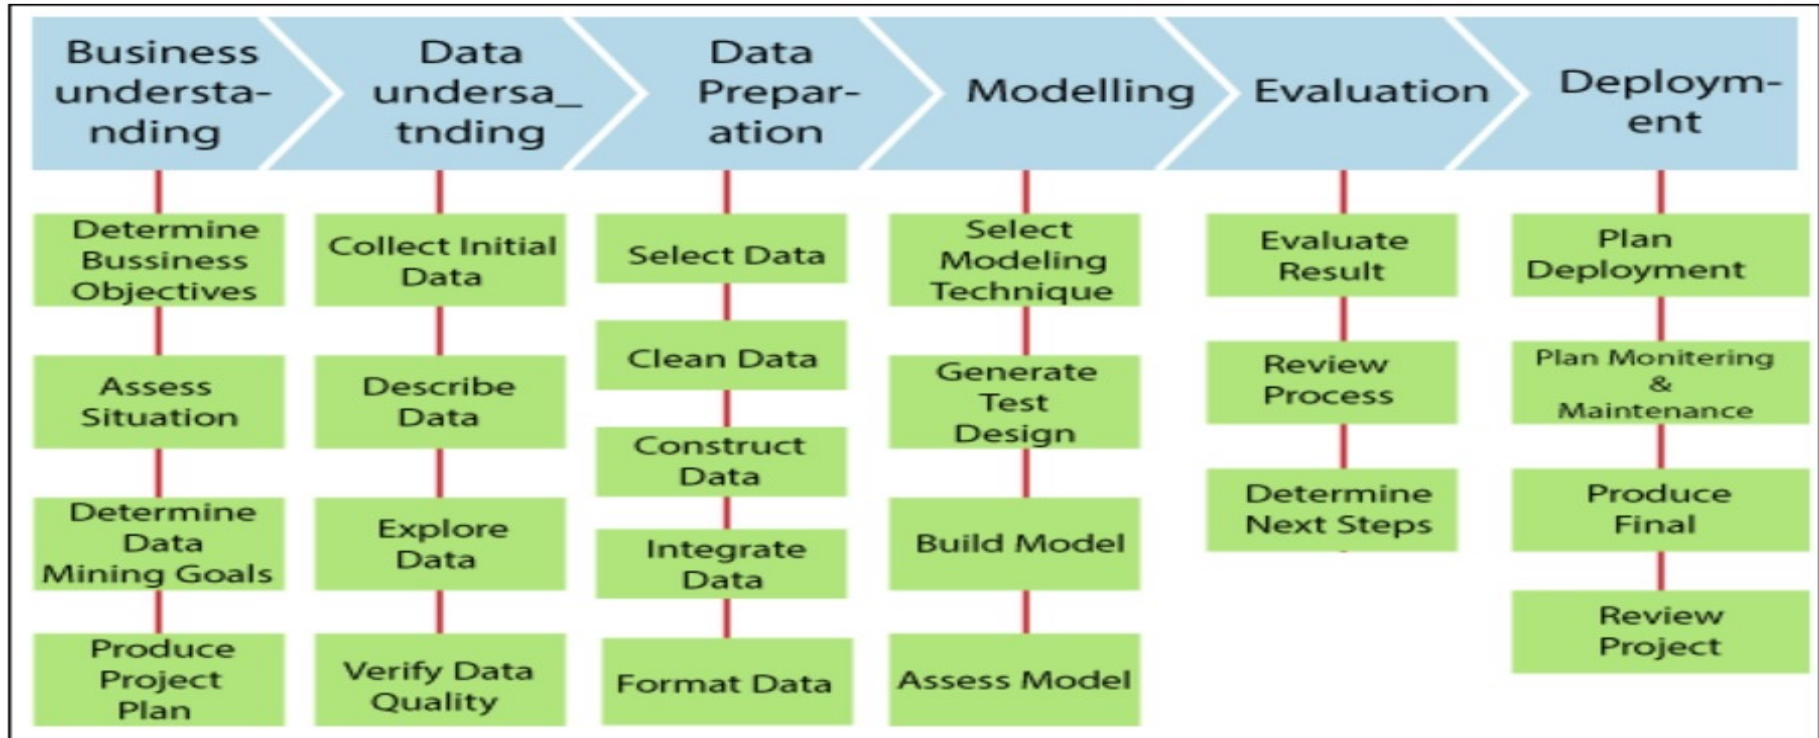 Business
understa-
nding
Data
undersa_
tnding
Data
Prepar-
ation
Modelling
Evaluation
Deploym-
ent
Determine
Bussiness
Objectives
Assess
Situation
Determine
Data
Mining Goals
Produce
Project
Plan
Collect Initial
Data
Describe
Data
Explore
Data
Verify Data
Quality
Select Data
Clean Data
Construct
Data
Integrate
Data
Format Data
Select
Modeling
Technique
Generate
Test
Design
Build Model
Assess Model
Evaluate
Result
Review
Process
Determine
Next Steps
Plan
Deployment
Plan Monitering
&
Maintenance
Produce
Final
Review
Project